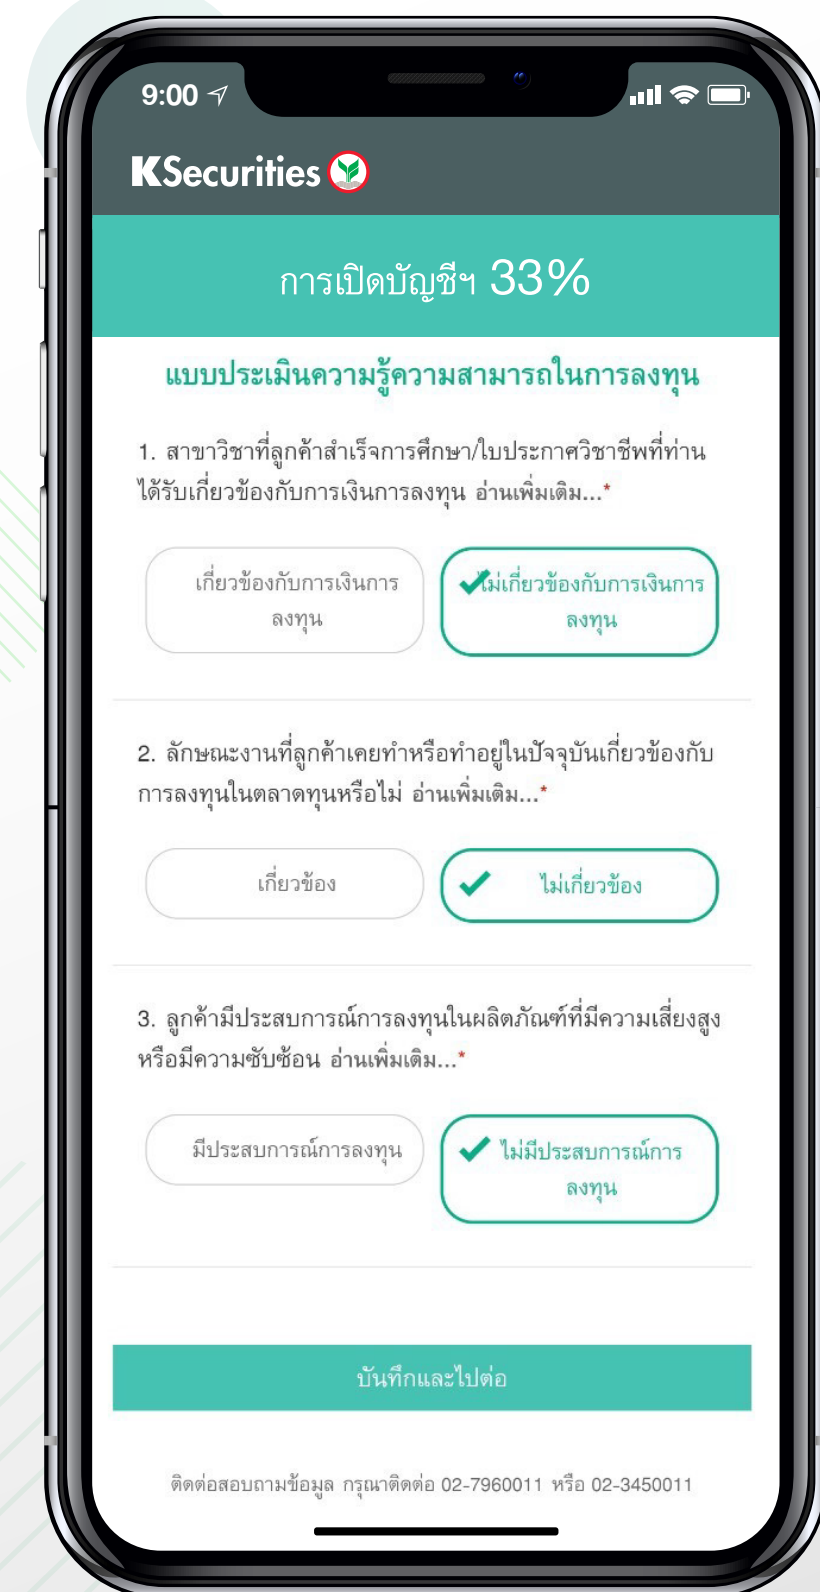 9:00
KSecurities
การเปิดบัญชีฯ 33%
แบบประเมินความรู้ความสามารถในการลงทุน
1. สาขาวิชาที่ลูกค้าสำเร็จการศึกษา/ใบประกาศวิชาชีพที่ท่าน
ได้รับเกี่ยวข้องกับการเงินการลงทุน อ่านเพิ่มเติม...*
เกี่ยวข้องกับการเงินการ
ลงทุน
ไม่เกี่ยวข้องกับการเงินการ
ลงทุน
2. ลักษณะงานที่ลูกค้าเคยทำหรือทำอยู่ในปัจจุบันเกี่ยวข้องกับ
การลงทุนในตลาดทุนหรือไม่ อ่านเพิ่มเติม...*
เกี่ยวข้อง
ไม่เกี่ยวข้อง
3. ลูกค้ามีประสบการณ์การลงทุนในผลิตภัณฑ์ที่มีความเสี่ยงสูง
หรือมีความซับซ้อน อ่านเพิ่มเติม...*
มีประสบการณ์การลงทุน
ไม่มีประสบการณ์การ
ลงทุน
บันทึกและไปต่อ
ติดต่อสอบถามข้อมูล กรุณาติดต่อ 02-7960011 หรือ 02-3450011